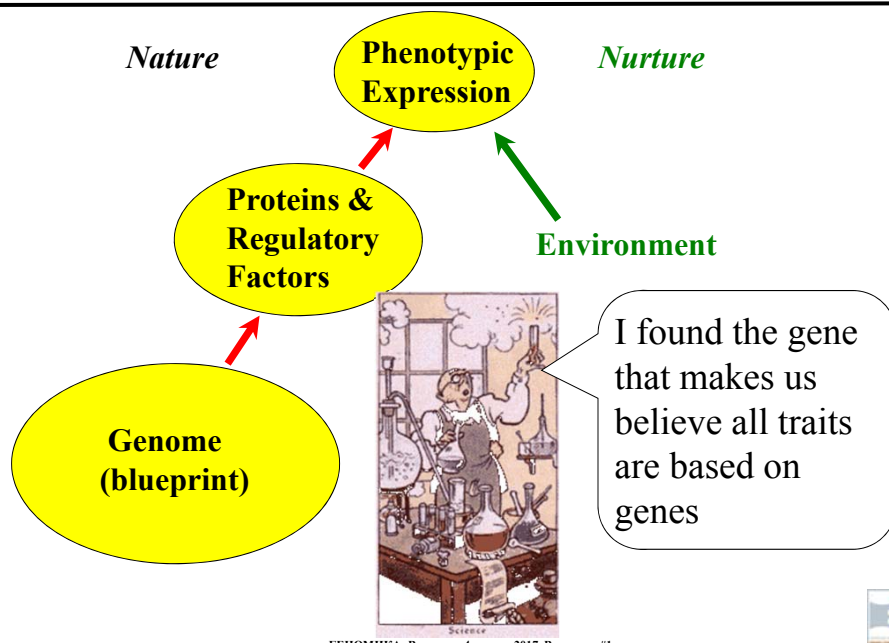 Nature
Phenotypic
Expression
Nurture
Proteins &
Regulatory
Factors
Environment
I found the gene
that makes us
believe all traits
are based on
genes
Genome
(blueprint)
Science